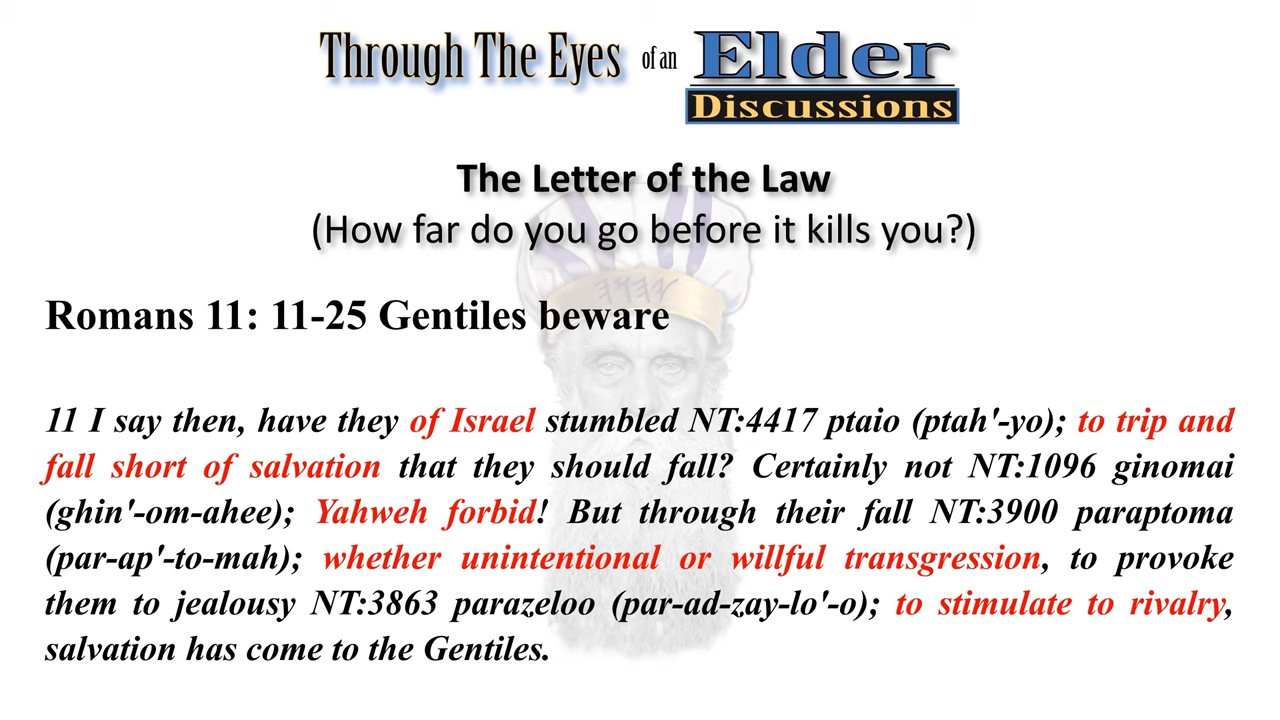 Through The Eyes of an Elder
Discussions
The Letter of the Law
(How far do you go before it kills you?)
𐤉𐤄𐤅𐤄
Romans 11: 11-25 Gentiles beware
11 I say then, have they of Israel stumbled NT:4417 ptaio (ptah'-yo); to trip and
fall short of salvation that they should fall? Certainly not NT:1096 ginomai
(ghin'-om-ahee); Yahweh forbid! But through their fall NT:3900 paraptoma
(par-ap'-to-mah); whether unintentional or willful transgression, to provoke
them to jealousy NT:3863 parazeloo (par-ad-zay-lo'-o); to stimulate to rivalry,
salvation has come to the Gentiles.